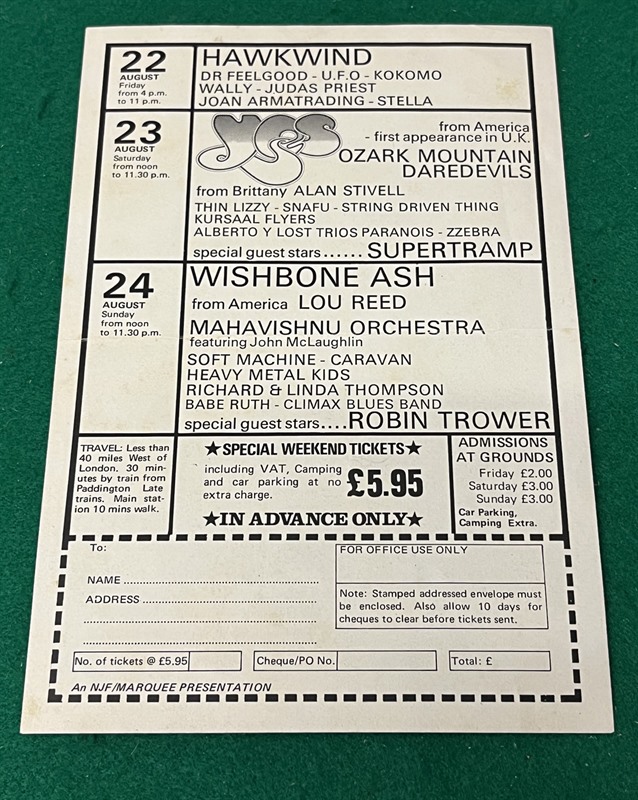 22
AUGUST
Friday
from 4 p.m.
to 11 p.m.
HAWKWIND
DR FEELGOOD - U.F.O - KOKOMO
WALLY - JUDAS PRIEST
JOAN ARMATRADING - STELLA
23
AUGUST
Saturday
from noon
to 11.30 p.m.
yes
from America
- first appearance in U.K.
OZARK MOUNTAIN
DAREDEVILS
from Brittany ALAN STIVELL
THIN LIZZY - SNAFU - STRING DRIVEN THING
KURSAAL FLYERS
ALBERTO Y LOST TRIOS PARANOIS - ZZEBRA
special guest stars...... SUPERTRAMP
24
AUGUST
Sunday
from noon
to 11.30 p.m.
WISHBONE ASH
from America LOU REED
MAHAVISHNU ORCHESTRA
featuring John McLaughlin
SOFT MACHINE - CARAVAN
HEAVY METAL KIDS
RICHARD & LINDA THOMPSON
BABE RUTH - CLIMAX BLUES BAND
special guest stars....ROBIN TROWER
TRAVEL: Less than
40 miles West of
London. 30 min-
utes by train from
Paddington Late
trains. Main stat-
ion 10 mins walk.
★SPECIAL WEEKEND TICKETS★
including VAT, Camping
and car parking at no
extra charge.
£5.95
★IN ADVANCE ONLY★
ADMISSIONS
AT GROUNDS
Friday £2.00
Saturday £3.00
Sunday £3.00
Car Parking,
Camping Extra.
To:
NAME
ADDRESS
FOR OFFICE USE ONLY
Note: Stamped addressed envelope must
be enclosed. Also allow 10 days for
cheques to clear before tickets sent.
No. of tickets @ £5.95
Cheque/PO No.
Total: £
An NJF/MARQUEE PRESENTATION